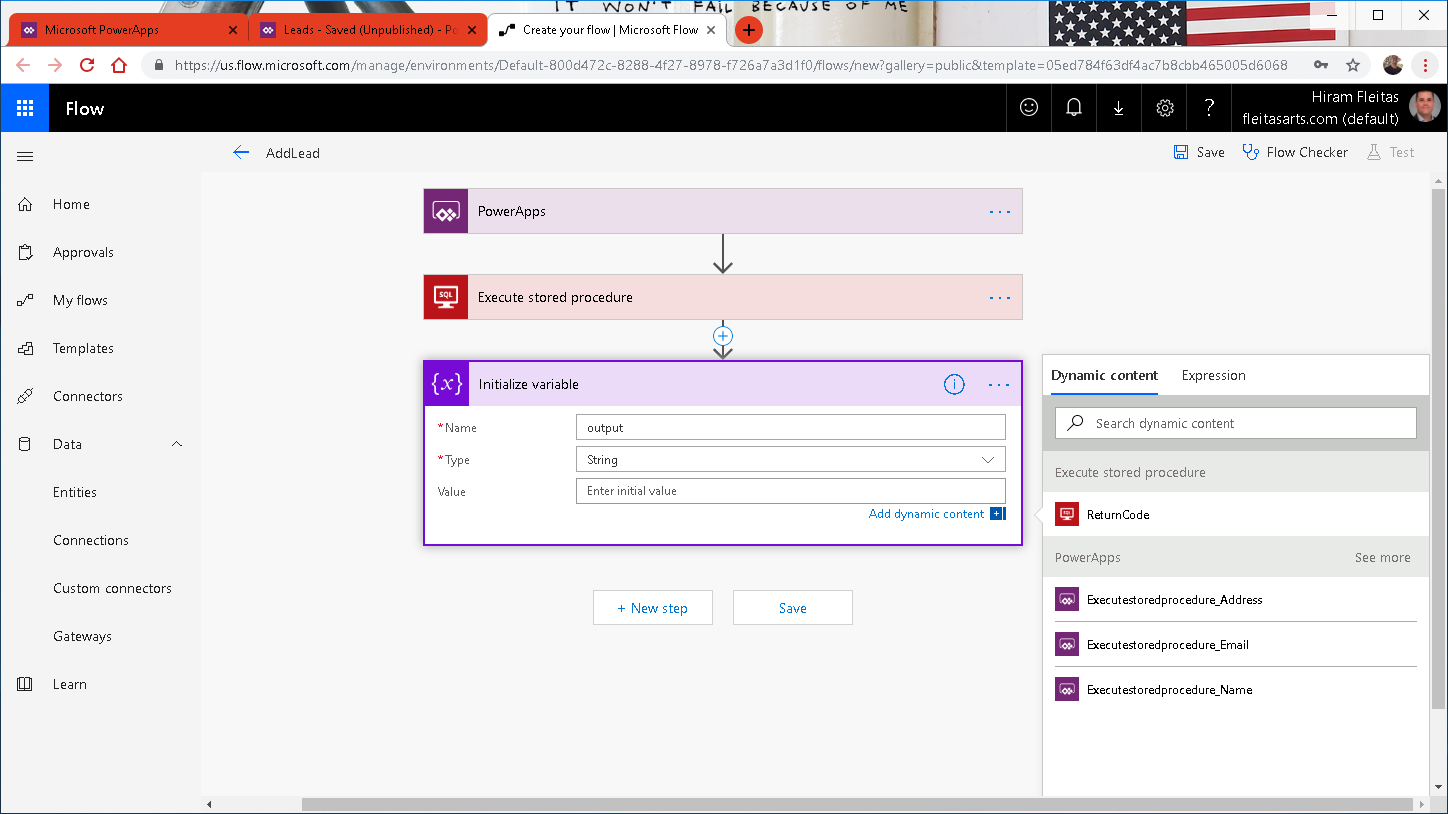 IT WON'T FAIL BECAUSE OF ME
Microsoft PowerApps
Leads - Saved (Unpublished) - Po
Create your flow | Microsoft Flow
https://us.flow.microsoft.com/manage/environments/Default-800d472c-8288-4f27-8978-f726a7a3d1f0/flows/new?gallery=public&template=05ed784f63df4ac7b8cbb465005d6068
Flow
?
Hiram Fleitas
fleitasarts.com (default)
AddLead
Save
Flow Checker
Test
Home
Approvals
My flows
Templates
Connectors
Data
Entities
Connections
Custom connectors
Gateways
Learn
PowerApps
SQL
Execute stored procedure
{x}
Initialize variable
* Name
output
* Type
String
Value
Enter initial value
Add dynamic content
+ New step
Save
Dynamic content
Expression
Search dynamic content
Execute stored procedure
ReturnCode
PowerApps
See more
Executestoredprocedure_Address
Executestoredprocedure_Email
Executestoredprocedure_Name